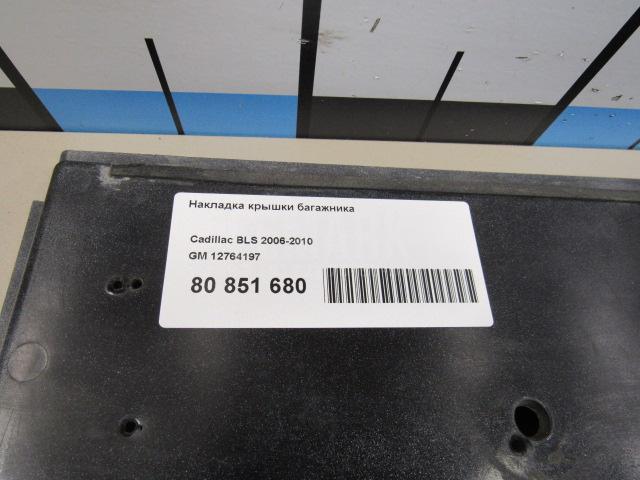 Накладка крышки багажника
Cadillac BLS 2006-2010
GM 12764197
80 851 680